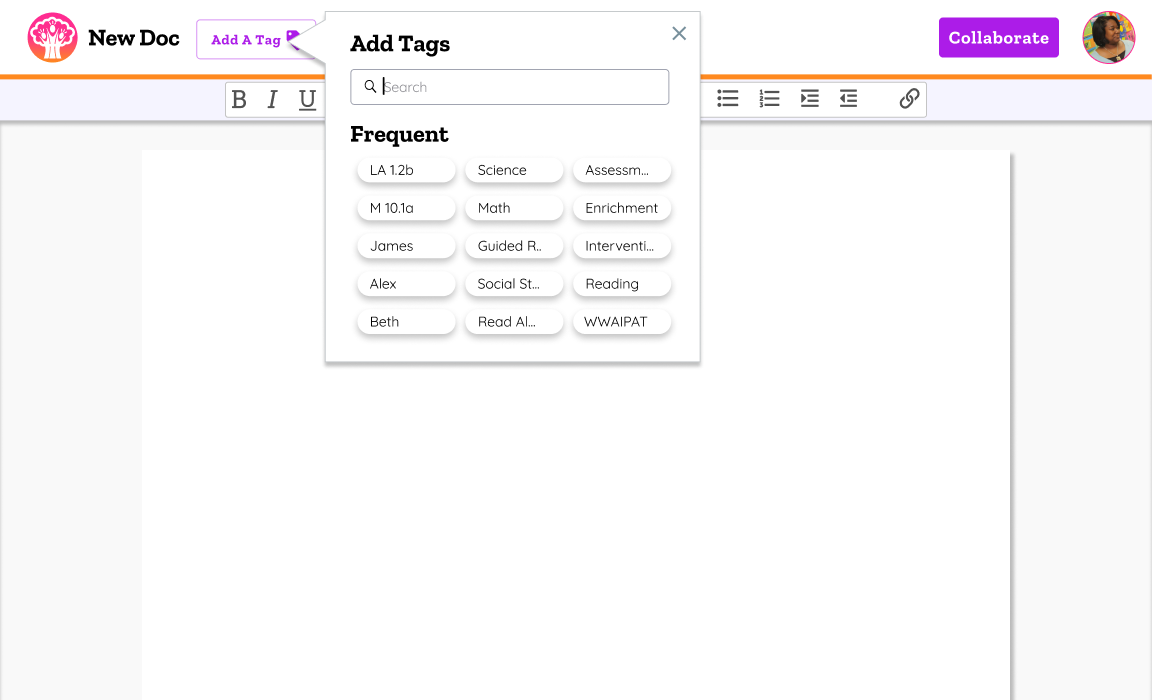 New Doc
Add A Tag
Add Tags
Collaborate
Search
B I U
Frequent
LA 1.2b Science Assessm...
M 10.1a Math Enrichment
James Guided R.. Interventi...
Alex Social St... Reading
Beth Read Al... WWAIPAT